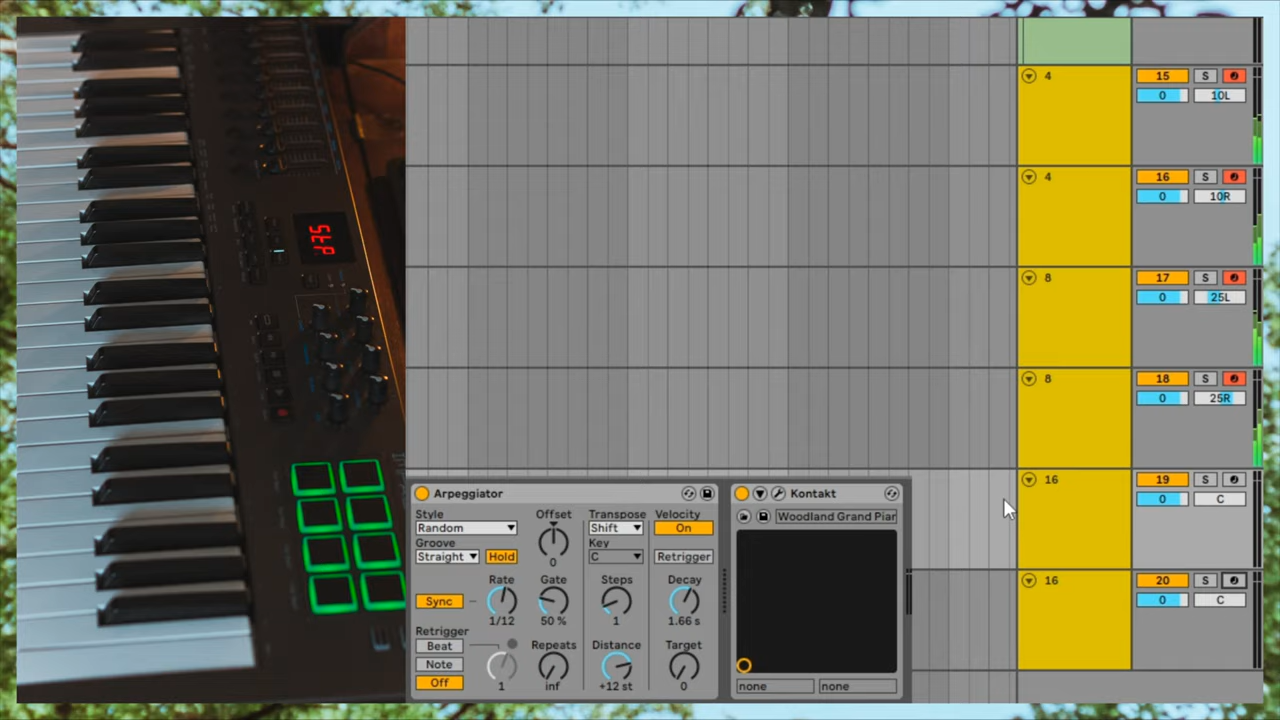 4
15
S
0
10L
4
16
S
0
10R
8
17
S
0
25L
8
18
S
0
25R
16
19
S
0
C
16
20
S
0
C
Arpeggiator
Style
Random
Groove
Straight
Hold
Offset
0
Transpose
Shift
Key
C
Velocity
On
Retrigger
Sync
Rate
1/12
Gate
50 %
Steps
1
Decay
1.66 s
Retrigger
Beat
Note
Off
1
Repeats
inf
Distance
+12 st
Target
0
Kontakt
Woodland Grand Piar
none
none